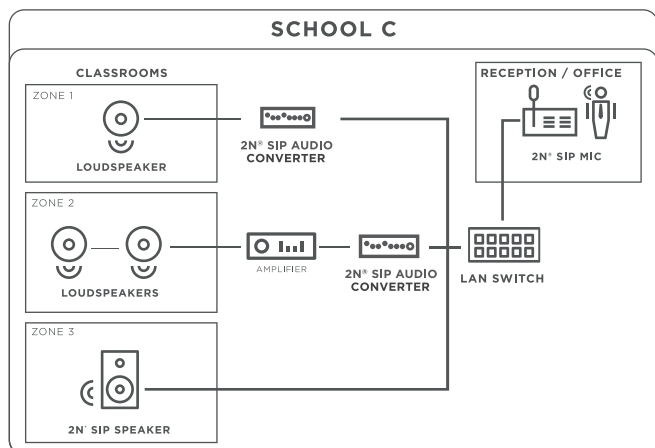 SCHOOL C
CLASSROOMS
ZONE 1
LOUDSPEAKER
2N® SIP AUDIO
CONVERTER
RECEPTION / OFFICE
2N® SIP MIC
ZONE 2
LOUDSPEAKERS
AMPLIFIER
2N® SIP AUDIO
CONVERTER
LAN SWITCH
ZONE 3
2N® SIP SPEAKER